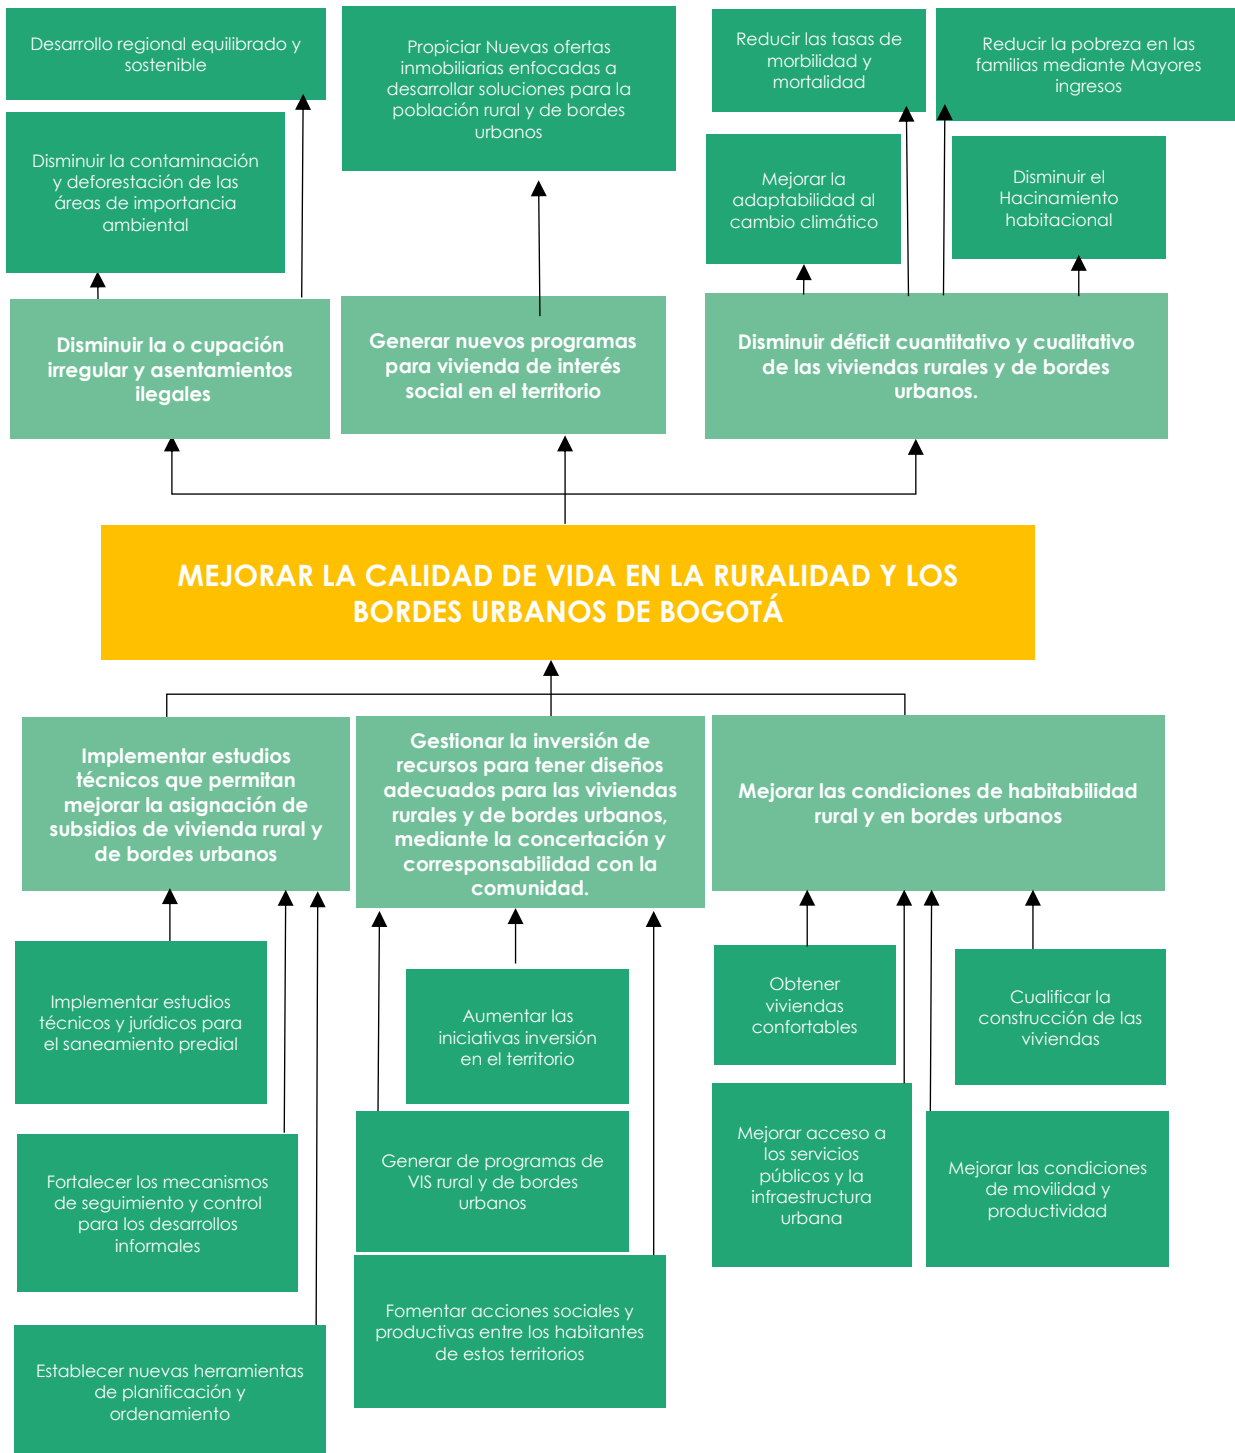 Desarrollo regional equilibrado y
sostenible
Propiciar Nuevas ofertas
inmobiliarias enfocadas a
desarrollar soluciones para la
población rural y de bordes
urbanos
Reducir las tasas de
morbilidad y
mortalidad
Reducir la pobreza en las
familias mediante Mayores
ingresos
Disminuir la contaminación
y deforestación de las
áreas de importancia
ambiental
Mejorar la
adaptabilidad al
cambio climático
Disminuir el
Hacinamiento
habitacional
Disminuir la o cupación
irregular y asentamientos
ilegales
Generar nuevos programas
para vivienda de interés
social en el territorio
Disminuir déficit cuantitativo y cualitativo
de las viviendas rurales y de bordes
urbanos.
MEJORAR LA CALIDAD DE VIDA EN LA RURALIDAD Y LOS
BORDES URBANOS DE BOGOTÁ
Implementar estudios
técnicos que permitan
mejorar la asignación de
subsidios de vivienda rural y
de bordes urbanos
Gestionar la inversión de
recursos para tener diseños
adecuados para las viviendas
rurales y de bordes urbanos,
mediante la concertación y
corresponsabilidad con la
comunidad.
Mejorar las condiciones de habitabilidad
rural y en bordes urbanos
Implementar estudios
técnicos y jurídicos para
el saneamiento predial
Aumentar las
iniciativas inversión
en el territorio
Obtener
viviendas
confortables
Cualificar la
construcción de las
viviendas
Fortalecer los mecanismos
de seguimiento y control
para los desarrollos
informales
Generar de programas de
VIS rural y de bordes
urbanos
Mejorar acceso a
los servicios
públicos y la
infraestructura
urbana
Mejorar las condiciones
de movilidad y
productividad
Fomentar acciones sociales y
productivas entre los habitantes
de estos territorios
Establecer nuevas herramientas
de planificación y
ordenamiento